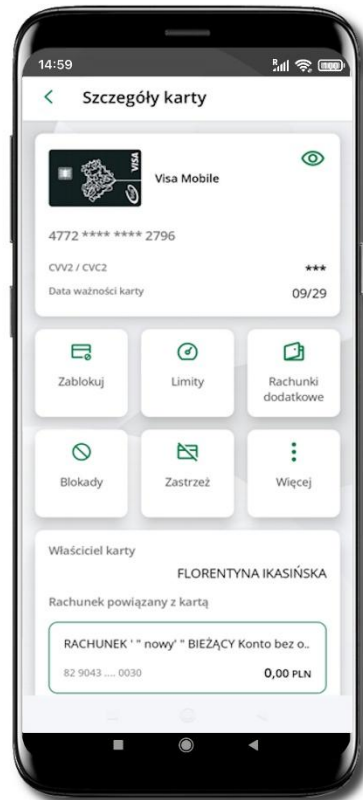 14:59
R
Szczegóły karty
VISA
Visa Mobile
4772 **** **** 2796
CVV2 / CVC2 ***
Data ważności karty 09/29
Zablokuj Limity Rachunki
dodatkowe
Blokady Zastrzeż Więcej
Właściciel karty
FLORENTYNA IKASIŃSKA
Rachunek powiązany z kartą
RACHUNEK ' " nowy' " BIEŻĄCY Konto bez o..
82 9043 .... 0030 0,00 PLN